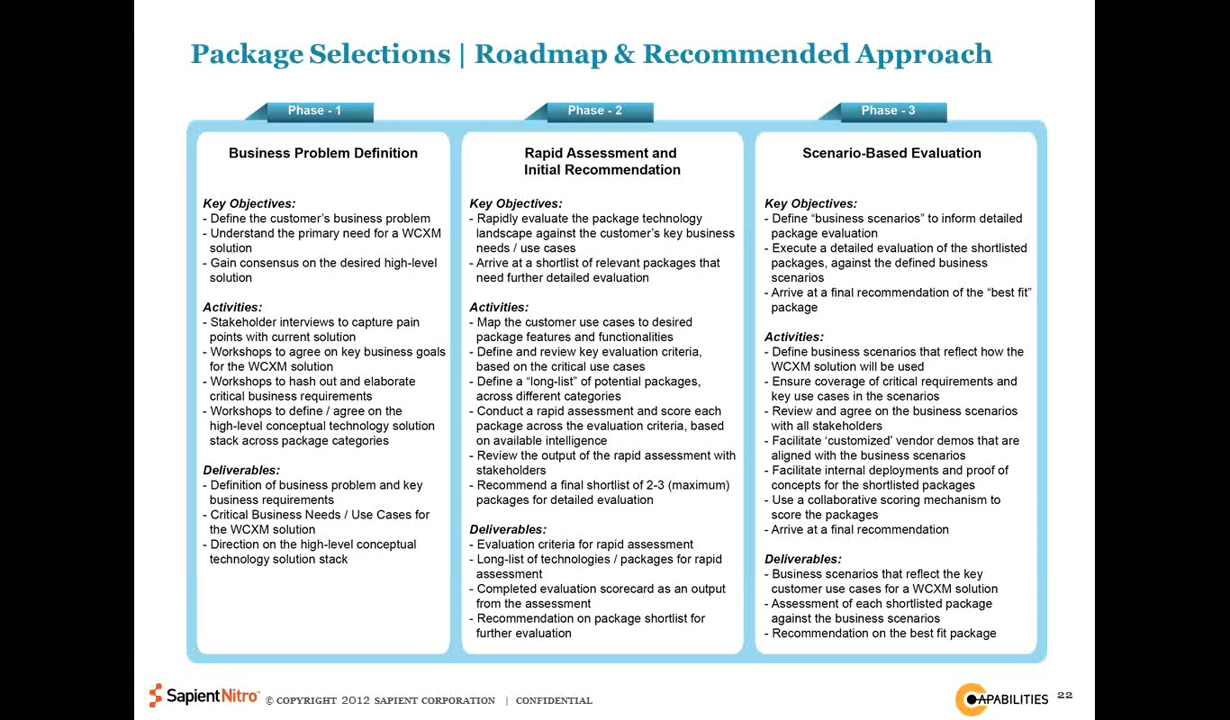 Package Selections | Roadmap & Recommended Approach
Phase - 1
Business Problem Definition
Key Objectives:
- Define the customer's business problem
- Understand the primary need for a WCXM
solution
- Gain consensus on the desired high-level
solution
Activities:
- Stakeholder interviews to capture pain
points with current solution
- Workshops to agree on key business goals
for the WCXM solution
- Workshops to hash out and elaborate
critical business requirements
- Workshops to define / agree on the
high-level conceptual technology solution
stack across package categories
Deliverables:
- Definition of business problem and key
business requirements
- Critical Business Needs / Use Cases for
the WCXM solution
- Direction on the high-level conceptual
technology solution stack
Phase - 2
Rapid Assessment and
Initial Recommendation
Key Objectives:
- Rapidly evaluate the package technology
landscape against the customer's key business
needs / use cases
- Arrive at a shortlist of relevant packages that
need further detailed evaluation
Activities:
- Map the customer use cases to desired
package features and functionalities
- Define and review key evaluation criteria,
based on the critical use cases
- Define a “long-list” of potential packages,
across different categories
- Conduct a rapid assessment and score each
package across the evaluation criteria, based
on available intelligence
- Review the output of the rapid assessment with
stakeholders
- Recommend a final shortlist of 2-3 (maximum)
packages for detailed evaluation
Deliverables:
- Evaluation criteria for rapid assessment
- Long-list of technologies / packages for rapid
assessment
- Completed evaluation scorecard as an output
from the assessment
- Recommendation on package shortlist for
further evaluation
Phase - 3
Scenario-Based Evaluation
Key Objectives:
- Define “business scenarios” to inform detailed
package evaluation
- Execute a detailed evaluation of the shortlisted
packages, against the defined business
scenarios
- Arrive at a final recommendation of the “best fit”
package
Activities:
- Define business scenarios that reflect how the
WCXM solution will be used
- Ensure coverage of critical requirements and
key use cases in the scenarios
- Review and agree on the business scenarios
with all stakeholders
- Facilitate ‘customized’ vendor demos that are
aligned with the business scenarios
- Facilitate internal deployments and proof of
concepts for the shortlisted packages
- Use a collaborative scoring mechanism to
score the packages
- Arrive at a final recommendation
Deliverables:
- Business scenarios that reflect the key
customer use cases for a WCXM solution
- Assessment of each shortlisted package
against the business scenarios
- Recommendation on the best fit package
SapientNitro
© COPYRIGHT 2012 SAPIENT CORPORATION | CONFIDENTIAL
CAPABILITIES
22